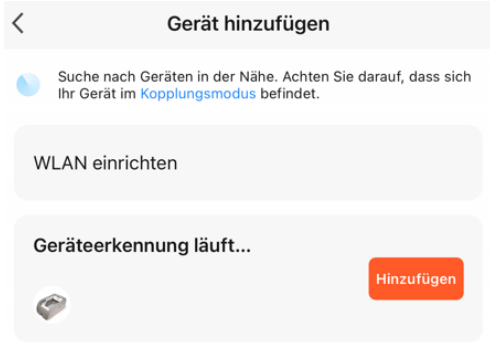 Gerät hinzufügen
Suche nach Geräten in der Nähe. Achten Sie darauf, dass sich
Ihr Gerät im Kopplungsmodus befindet.
WLAN einrichten
Geräteerkennung läuft...
Hinzufügen